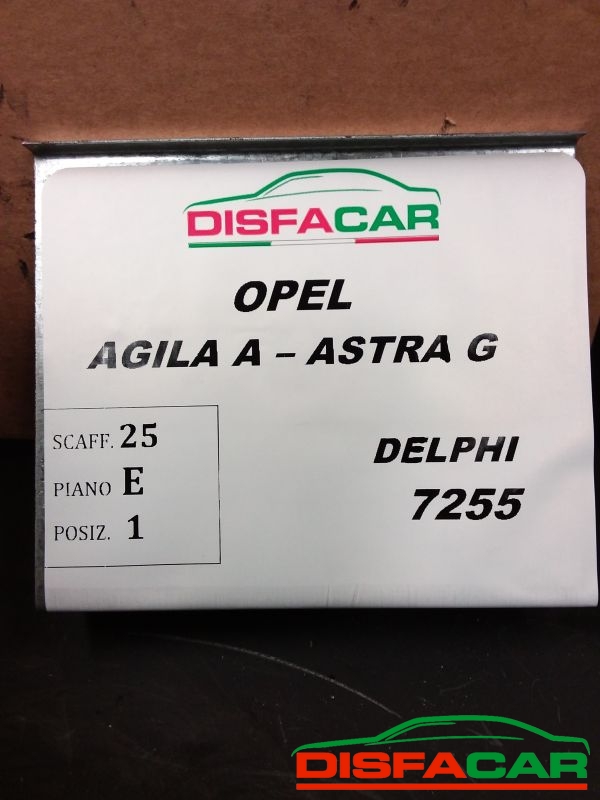 DISFACAR
OPEL
AGILA A – ASTRA G
SCAFF. 25
PIANO E
POSIZ. 1
DELPHI
7255
DISFACAR